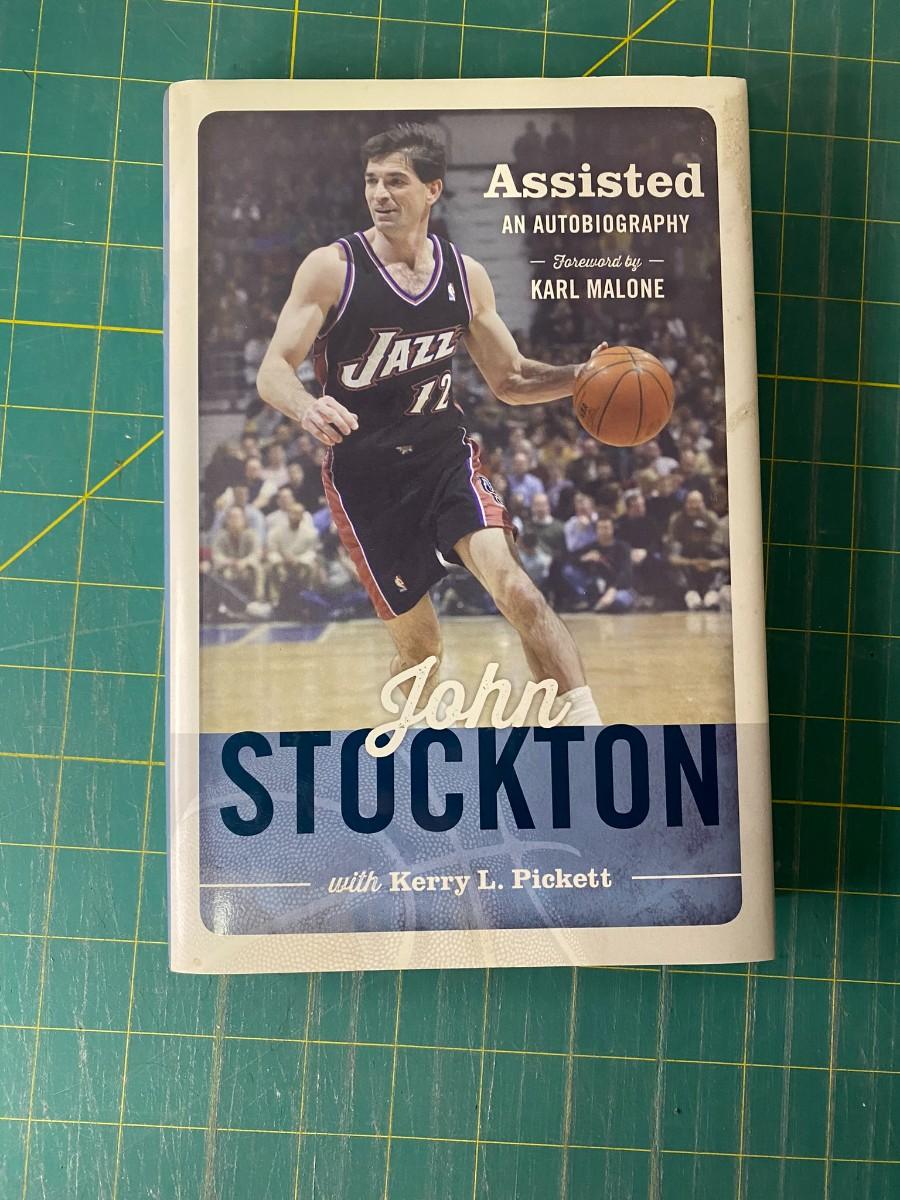 Assisted
AN AUTOBIOGRAPHY
Foreword by
KARL MALONE
JAZZ
12
John
STOCKTON
with Kerry L. Pickett